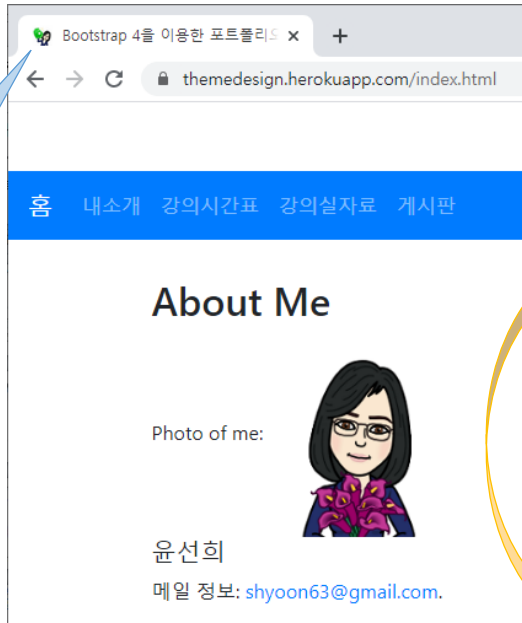 Bootstrap 4을 이용한 포트폴리오
themedesign.herokuapp.com/index.html
홈 내소개 강의시간표 강의실자료 게시판
About Me
Photo of me:
윤선희
메일 정보: shyoon63@gmail.com.